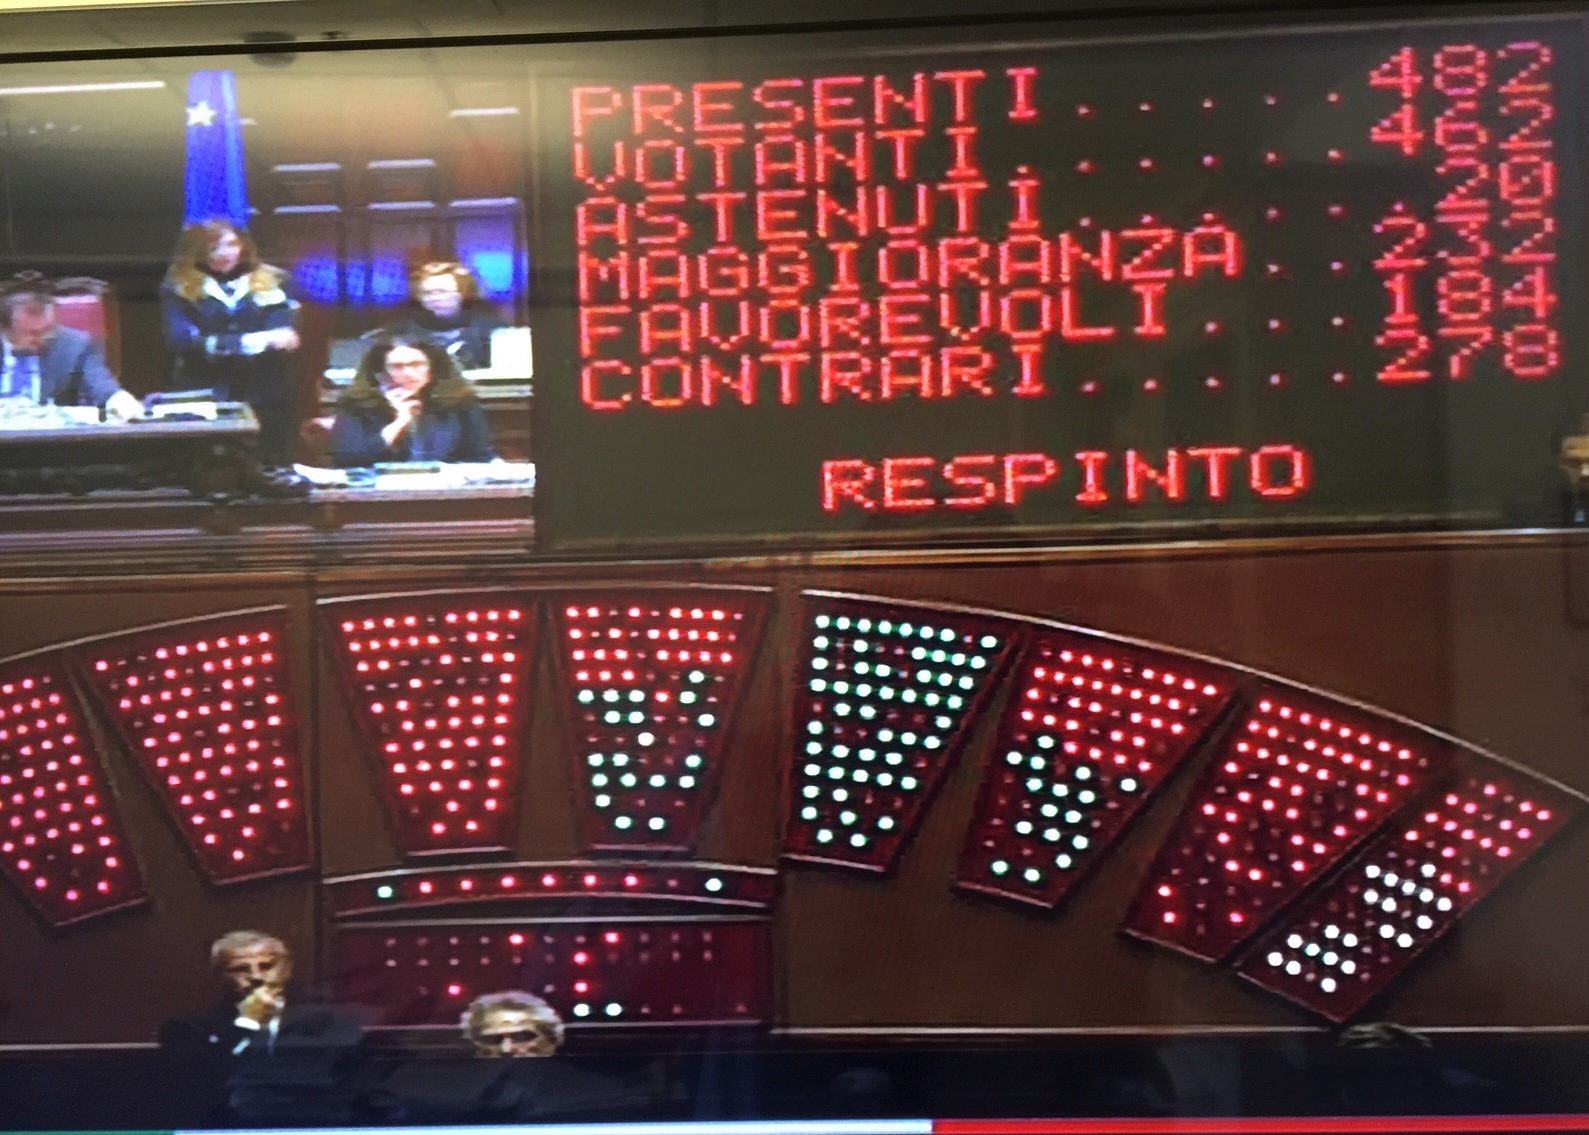 PRESENTI . . . . . 482
VOTANTI . . . . . . 462
ASTENUTI . . . . . . 20
MAGGIORANZA . . 232
FAVOREVOLI . . . 184
CONTRARI . . . . . 278
RESPINTO